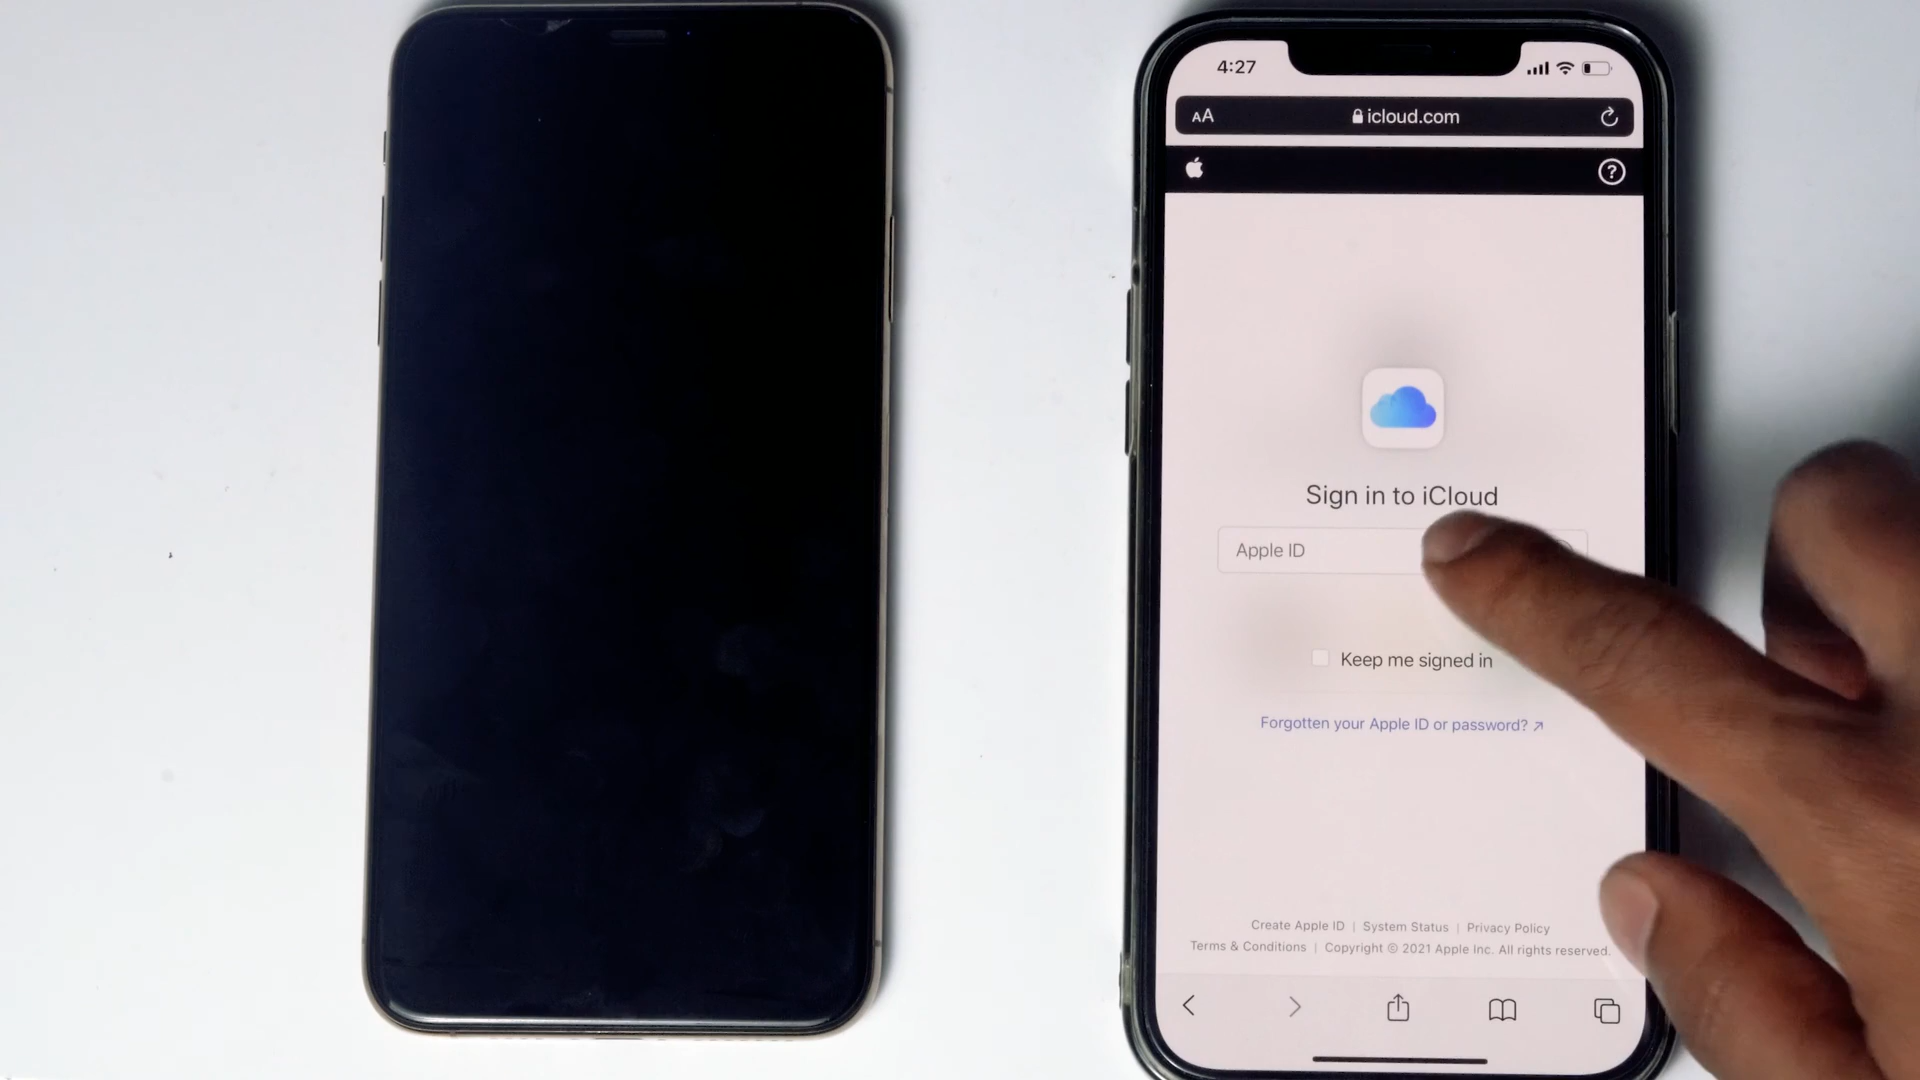 4:27
AA icloud.com
?
Sign in to iCloud
Apple ID
Keep me signed in
Forgotten your Apple ID or password? ↗
Create Apple ID | System Status | Privacy Policy
Terms & Conditions | Copyright © 2021 Apple Inc. All rights reserved.